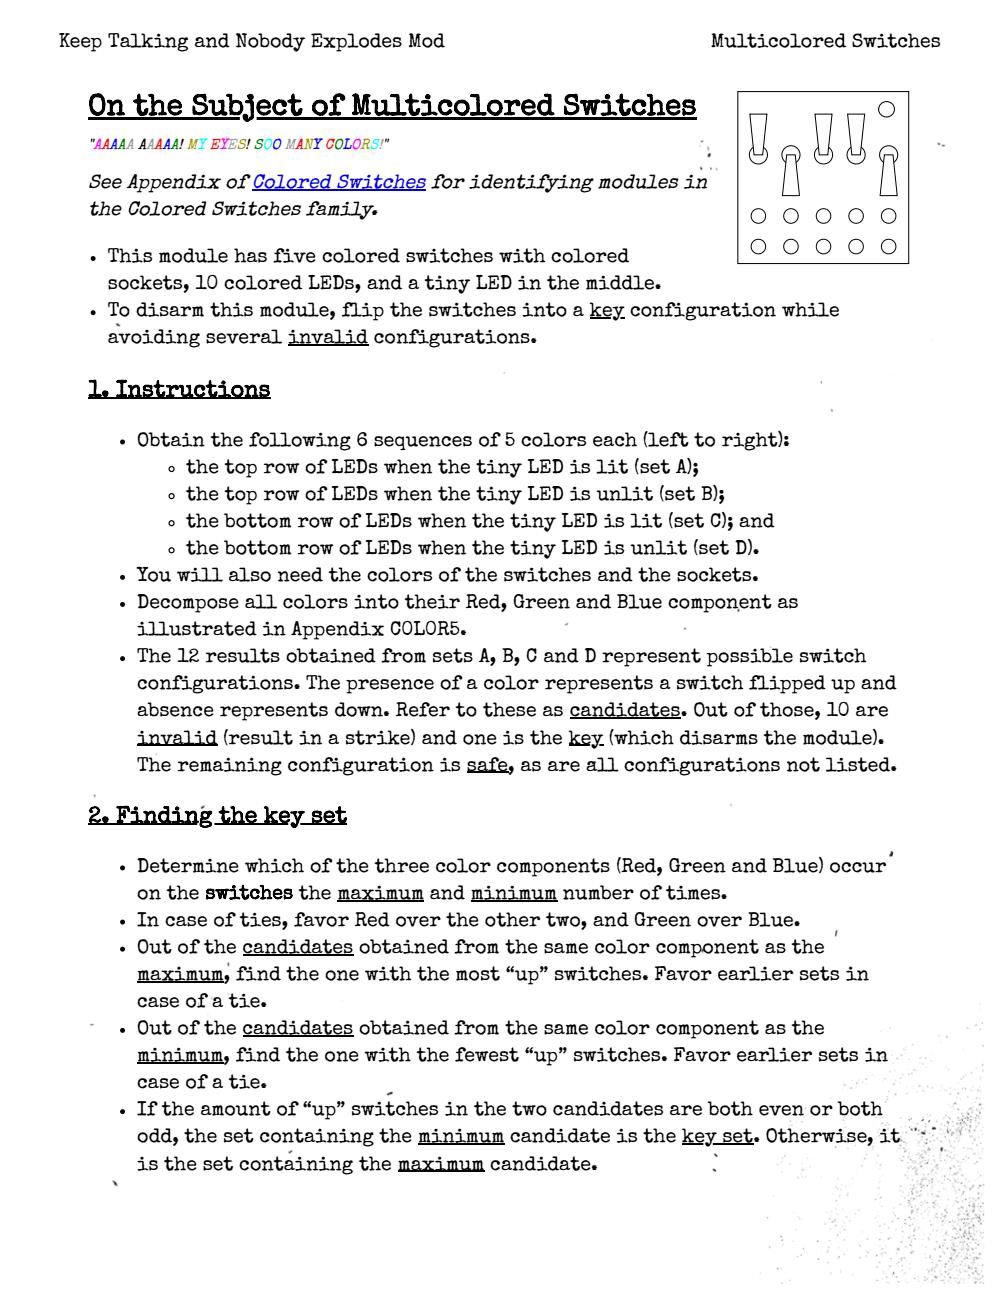 Keep Talking and Nobody Explodes Mod
Multicolored Switches
On the Subject of Multicolored Switches
"AAAAA AAAAA! MY EYES! SOO MANY COLORS!"
See Appendix of Colored Switches for identifying modules in
the Colored Switches family.
• This module has five colored switches with colored
sockets, 10 colored LEDs, and a tiny LED in the middle.
• To disarm this module, flip the switches into a key configuration while
avoiding several invalid configurations.
1. Instructions
• Obtain the following 6 sequences of 5 colors each (left to right):
◦ the top row of LEDs when the tiny LED is lit (set A);
◦ the top row of LEDs when the tiny LED is unlit (set B);
◦ the bottom row of LEDs when the tiny LED is lit (set C); and
◦ the bottom row of LEDs when the tiny LED is unlit (set D).
• You will also need the colors of the switches and the sockets.
• Decompose all colors into their Red, Green and Blue component as
illustrated in Appendix C0L0R5.
• The 12 results obtained from sets A, B, C and D represent possible switch
configurations. The presence of a color represents a switch flipped up and
absence represents down. Refer to these as candidates. Out of those, 10 are
invalid (result in a strike) and one is the key (which disarms the module).
The remaining configuration is safe, as are all configurations not listed.
2. Finding the key set
• Determine which of the three color components (Red, Green and Blue) occur
on the switches the maximum and minimum number of times.
• In case of ties, favor Red over the other two, and Green over Blue.
• Out of the candidates obtained from the same color component as the
maximum, find the one with the most “up” switches. Favor earlier sets in
case of a tie.
• Out of the candidates obtained from the same color component as the
minimum, find the one with the fewest “up” switches. Favor earlier sets in
case of a tie.
• If the amount of “up” switches in the two candidates are both even or both
odd, the set containing the minimum candidate is the key set. Otherwise, it
is the set containing the maximum candidate.